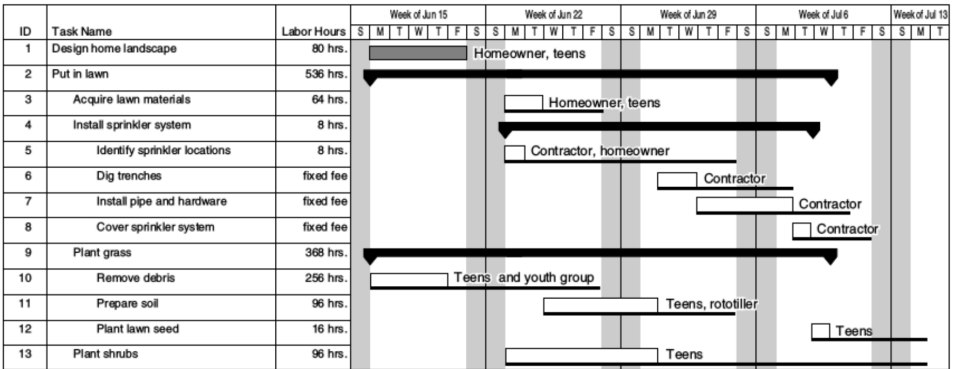 Week of Jun 15 Week of Jun 22 Week of Jun 29 Week of Jul 6 Week of Jul 13
ID Task Name Labor Hours S M T W T F S S M T W T F S S M T W T F S S M T W T F S S M T
1 Design home landscape 80 hrs. Homeowner, teens
2 Put in lawn 536 hrs.
3 Acquire lawn materials 64 hrs. Homeowner, teens
4 Install sprinkler system 8 hrs.
5 Identify sprinkler locations 8 hrs. Contractor, homeowner
6 Dig trenches fixed fee Contractor
7 Install pipe and hardware fixed fee Contractor
8 Cover sprinkler system fixed fee Contractor
9 Plant grass 368 hrs.
10 Remove debris 256 hrs. Teens and youth group
11 Prepare soil 96 hrs. Teens, rototiller
12 Plant lawn seed 16 hrs. Teens
13 Plant shrubs 96 hrs. Teens